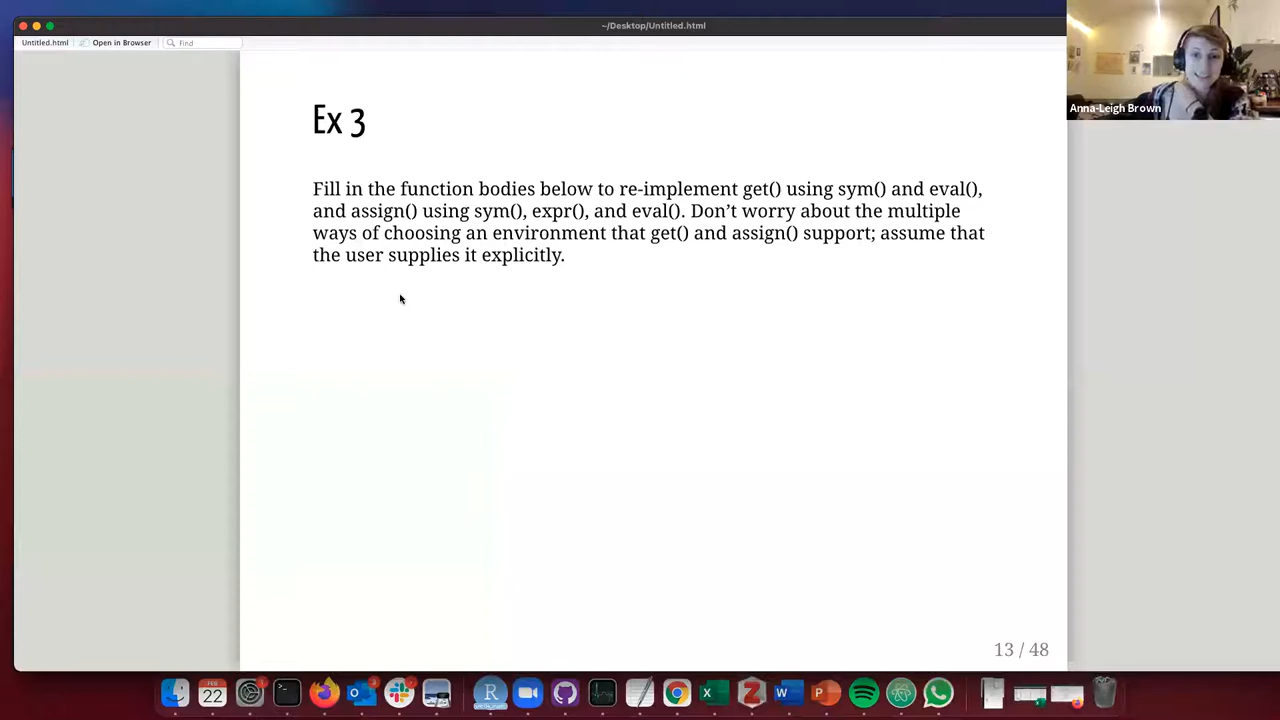 ~/Desktop/Untitled.html
Untitled.html
Open in Browser
Find
Anna-Leigh Brown
Ex 3
Fill in the function bodies below to re-implement get() using sym() and eval(),
and assign() using sym(), expr(), and eval(). Don’t worry about the multiple
ways of choosing an environment that get() and assign() support; assume that
the user supplies it explicitly.
13 / 48
FEB
22